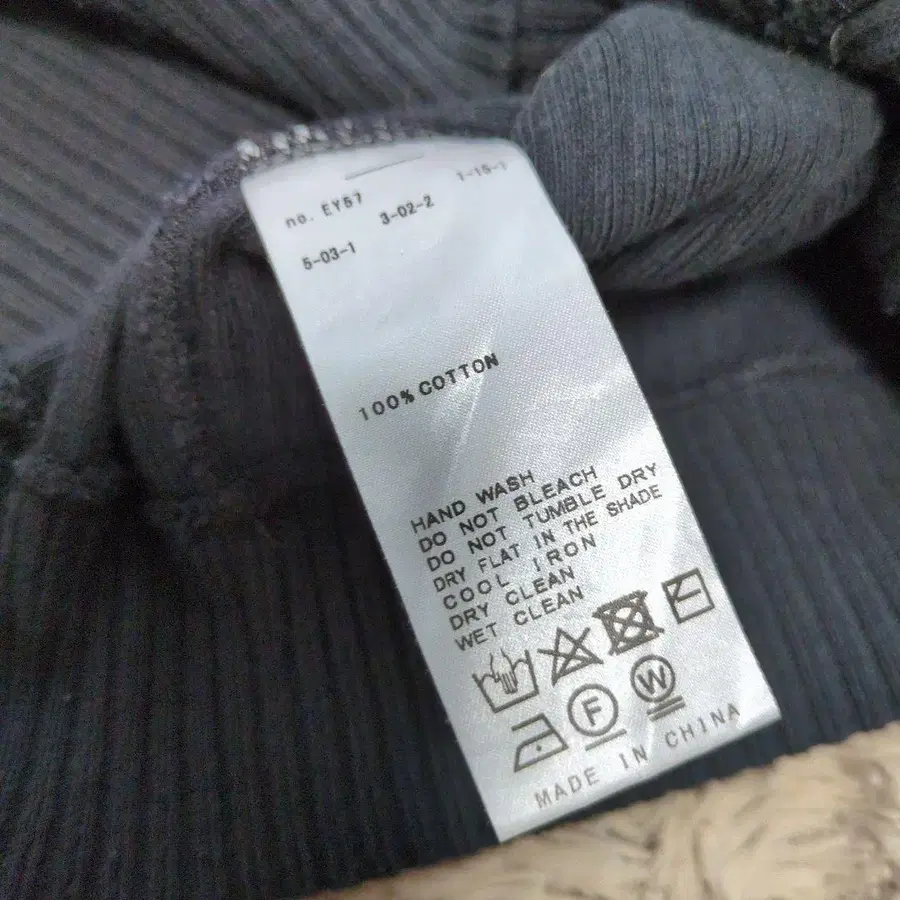 no. EY57
3-02-2
1-15-1
5-03-1
100% COTTON
HAND WASH
DO NOT BLEACH
DO NOT TUMBLE DRY
DRY FLAT IN THE SHADE
COOL IRON
DRY CLEAN
WET CLEAN
F
W
MADE IN CHINA